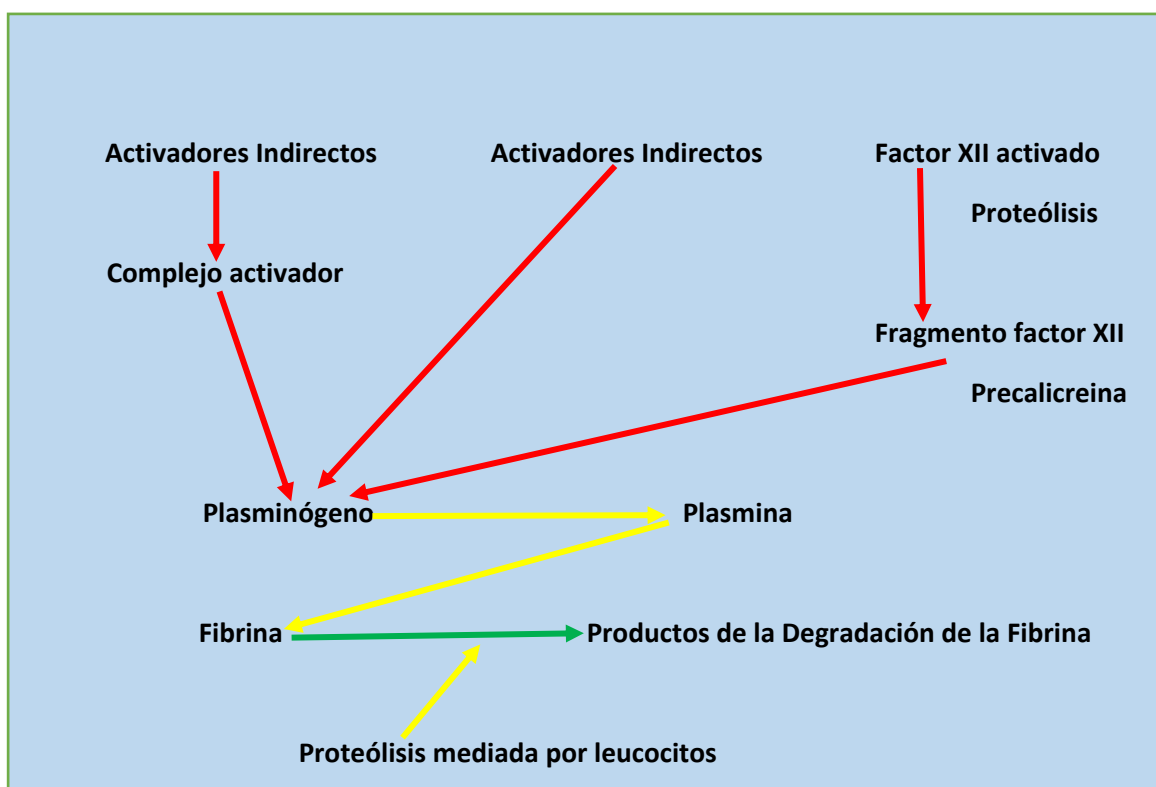 Activadores Indirectos
Activadores Indirectos
Factor XII activado
Proteólisis
Complejo activador
Fragmento factor XII
Precalicreina
Plasminógeno
Plasmina
Fibrina
Productos de la Degradación de la Fibrina
Proteólisis mediada por leucocitos